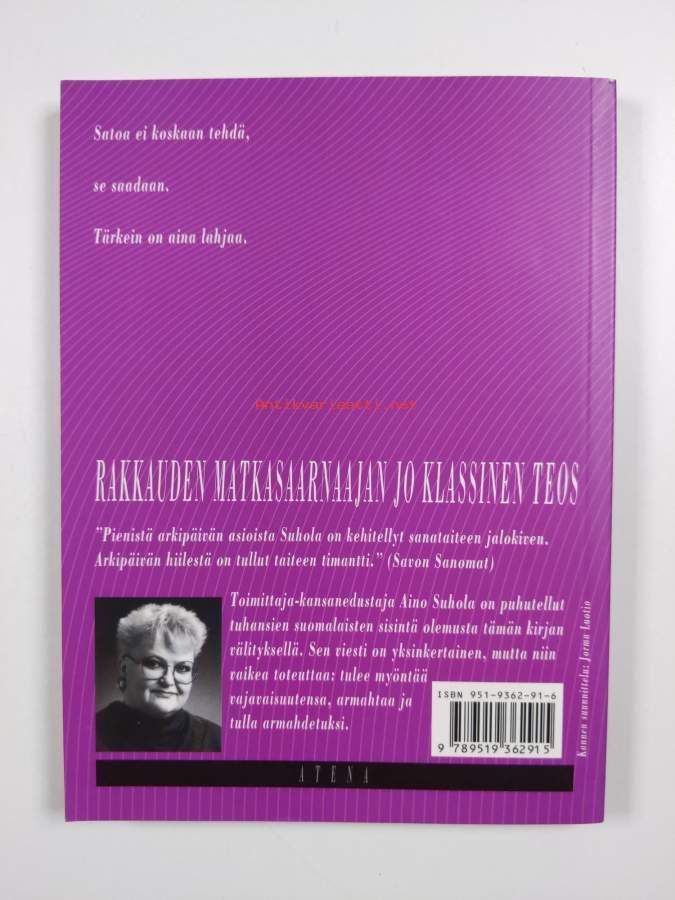 Satoa ei koskaan tehdä,
se saadaan.
Tärkein on aina lahjaa.
Antikvariaatti.net
RAKKAUDEN MATKASAARNAAJAN JO KLASSINEN TEOS
"Pienistä arkipäivän asioista Suhola on kehitellyt sanataiteen jalokiven.
Arkipäivän hiilestä on tullut taiteen timantti." (Savon Sanomat)
Toimittaja-kansanedustaja Aino Suhola on puhutellut
tuhansien suomalaisten sisintä olemusta tämän kirjan
välityksellä. Sen viesti on yksinkertainen, mutta niin
vaikea toteuttaa: tulee myöntää
vajavaisuutensa, armahtaa ja
tulla armahdetuksi.
ISBN 951-9362-91-6
9 789519 362915
Kannen suunnittelu: Jorma Luotio
ATENA